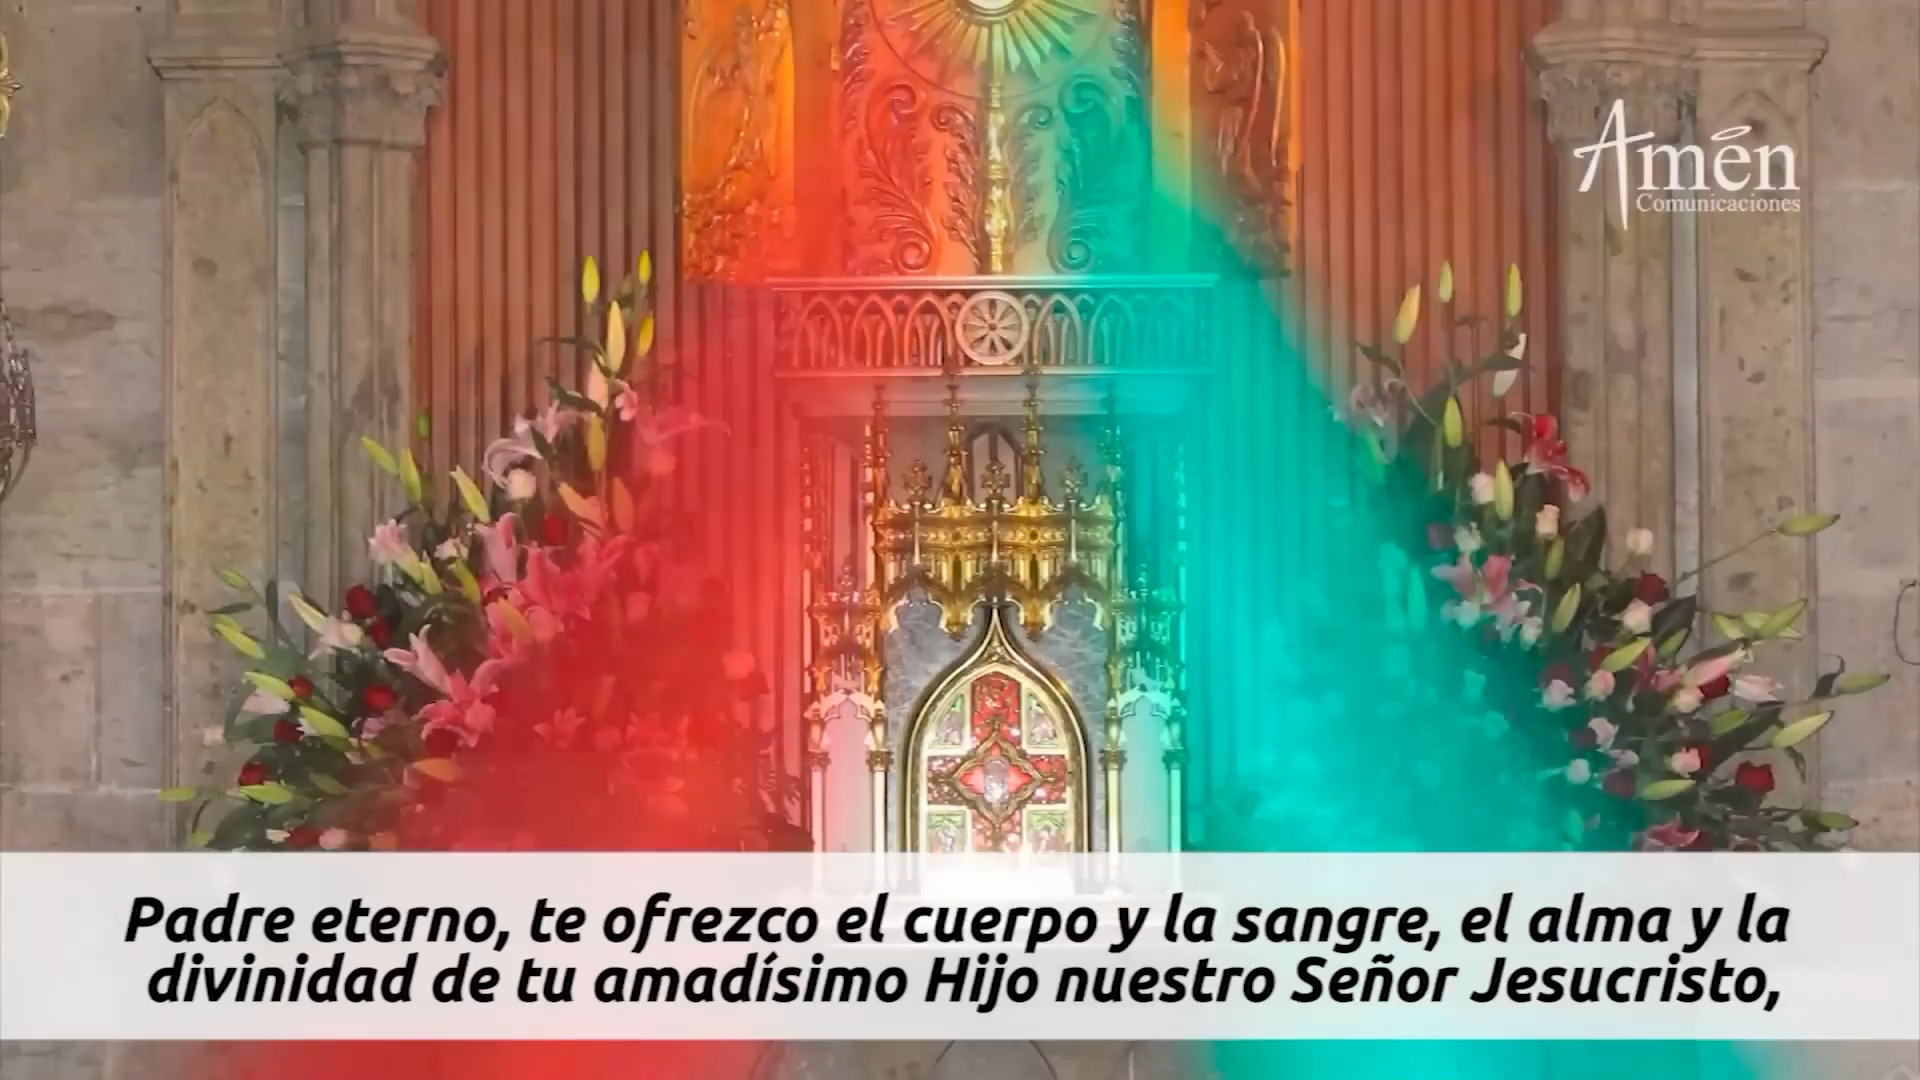 Amén
Comunicaciones
Padre eterno, te ofrezco el cuerpo y la sangre, el alma y la
divinidad de tu amadísimo Hijo nuestro Señor Jesucristo,